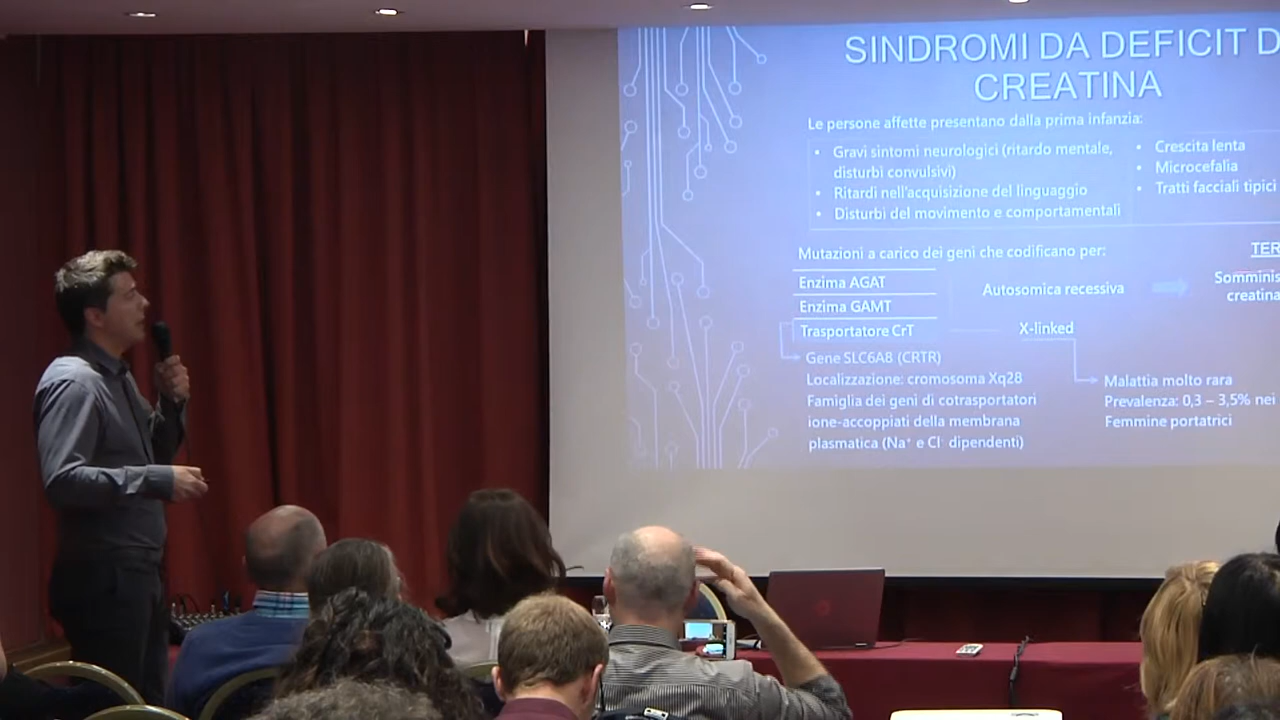 SINDROMI DA DEFICIT D
CREATINA
Le persone affette presentano dalla prima infanzia:
• Gravi sintomi neurologici (ritardo mentale,
disturbi convulsivi)
• Ritardi nell'acquisizione del linguaggio
• Disturbi del movimento e comportamentali
• Crescita lenta
• Microcefalia
• Tratti facciali tipici
Mutazioni a carico dei geni che codificano per:
Enzima AGAT
Enzima GAMT
Trasportatore CrT
Autosomica recessiva
X-linked
TER
Somminis
creatina
Gene SLC6A8 (CRTR)
Localizzazione: cromosoma Xq28
Famiglia dei geni di cotrasportatori
ione-accoppiati della membrana
plasmatica (Na⁺ e Cl⁻ dipendenti)
Malattia molto rara
Prevalenza: 0,3 – 3,5% nei
Femmine portatrici